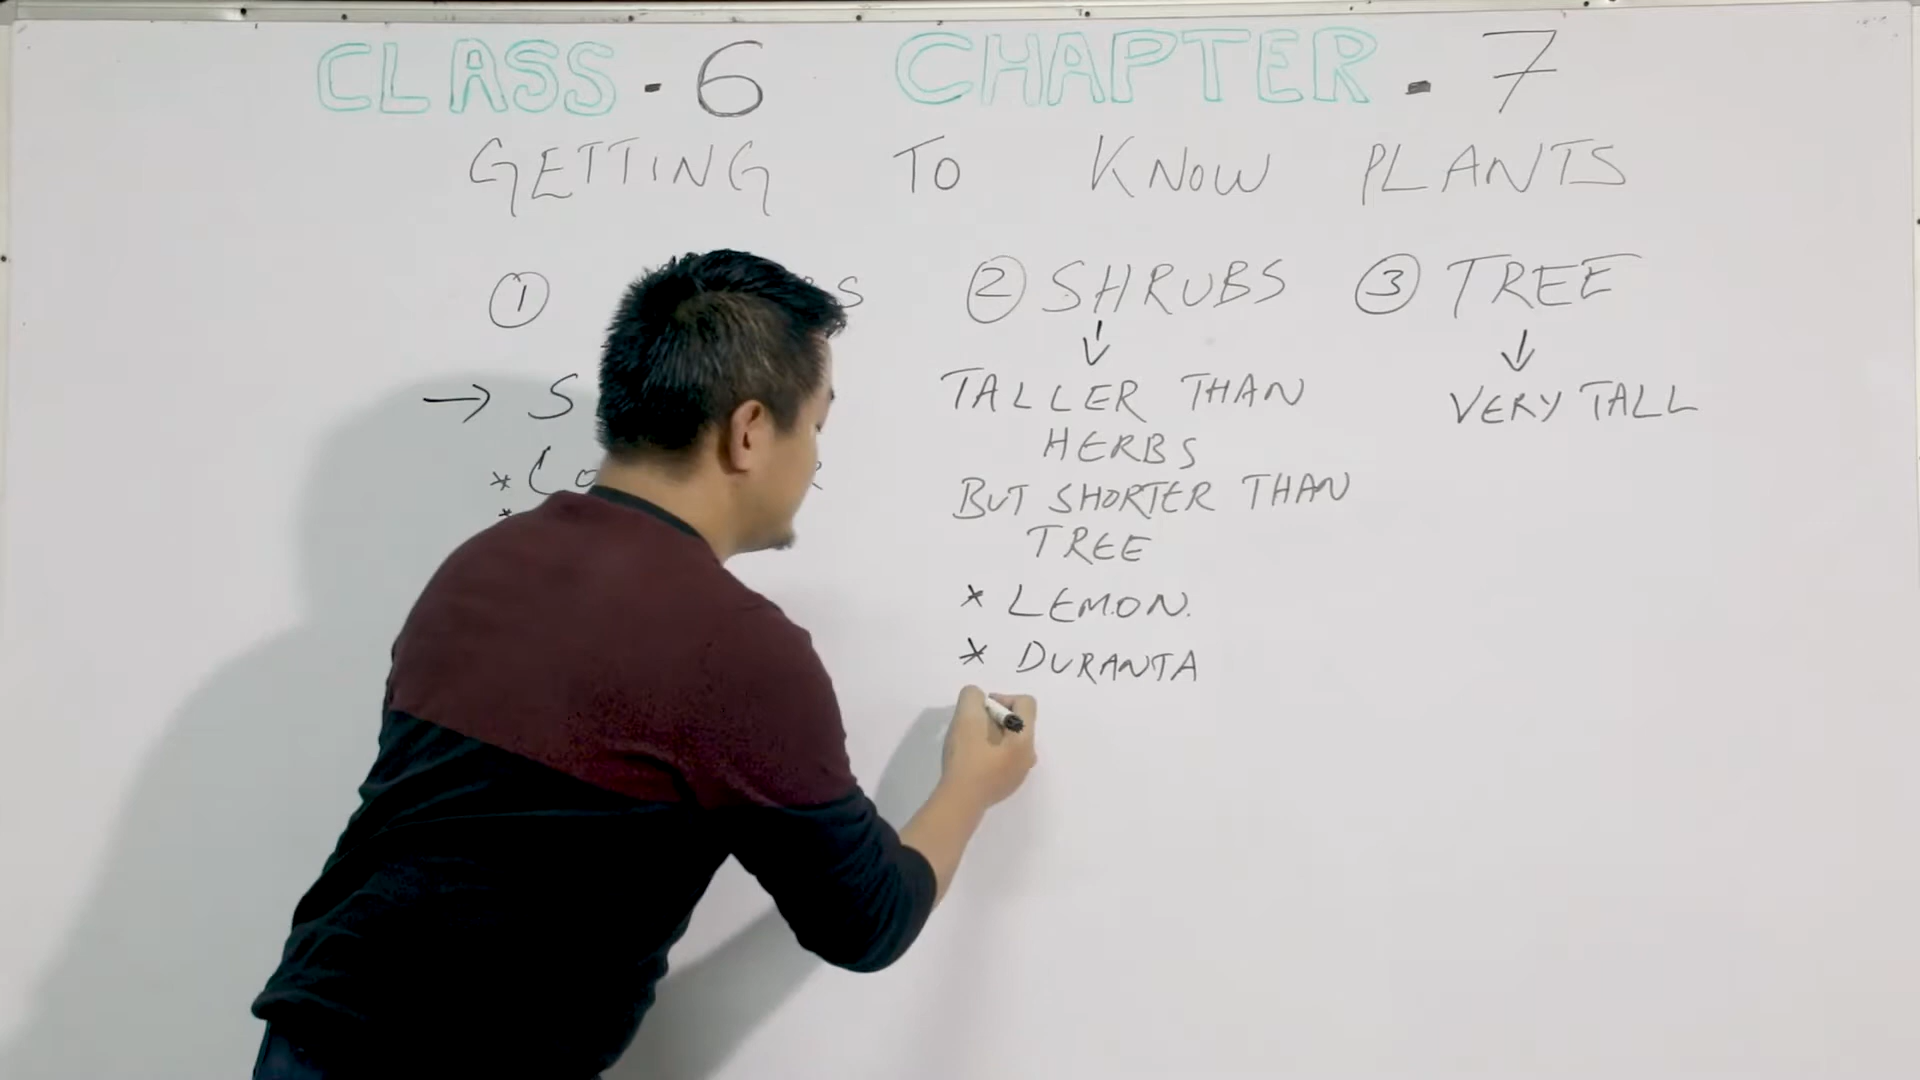 CLASS - 6 CHAPTER - 7
GETTING TO KNOW PLANTS
① ② SHRUBS ③ TREE
TALLER THAN
HERBS
BUT SHORTER THAN
TREE
* LEMON.
* DURANTA
VERY TALL